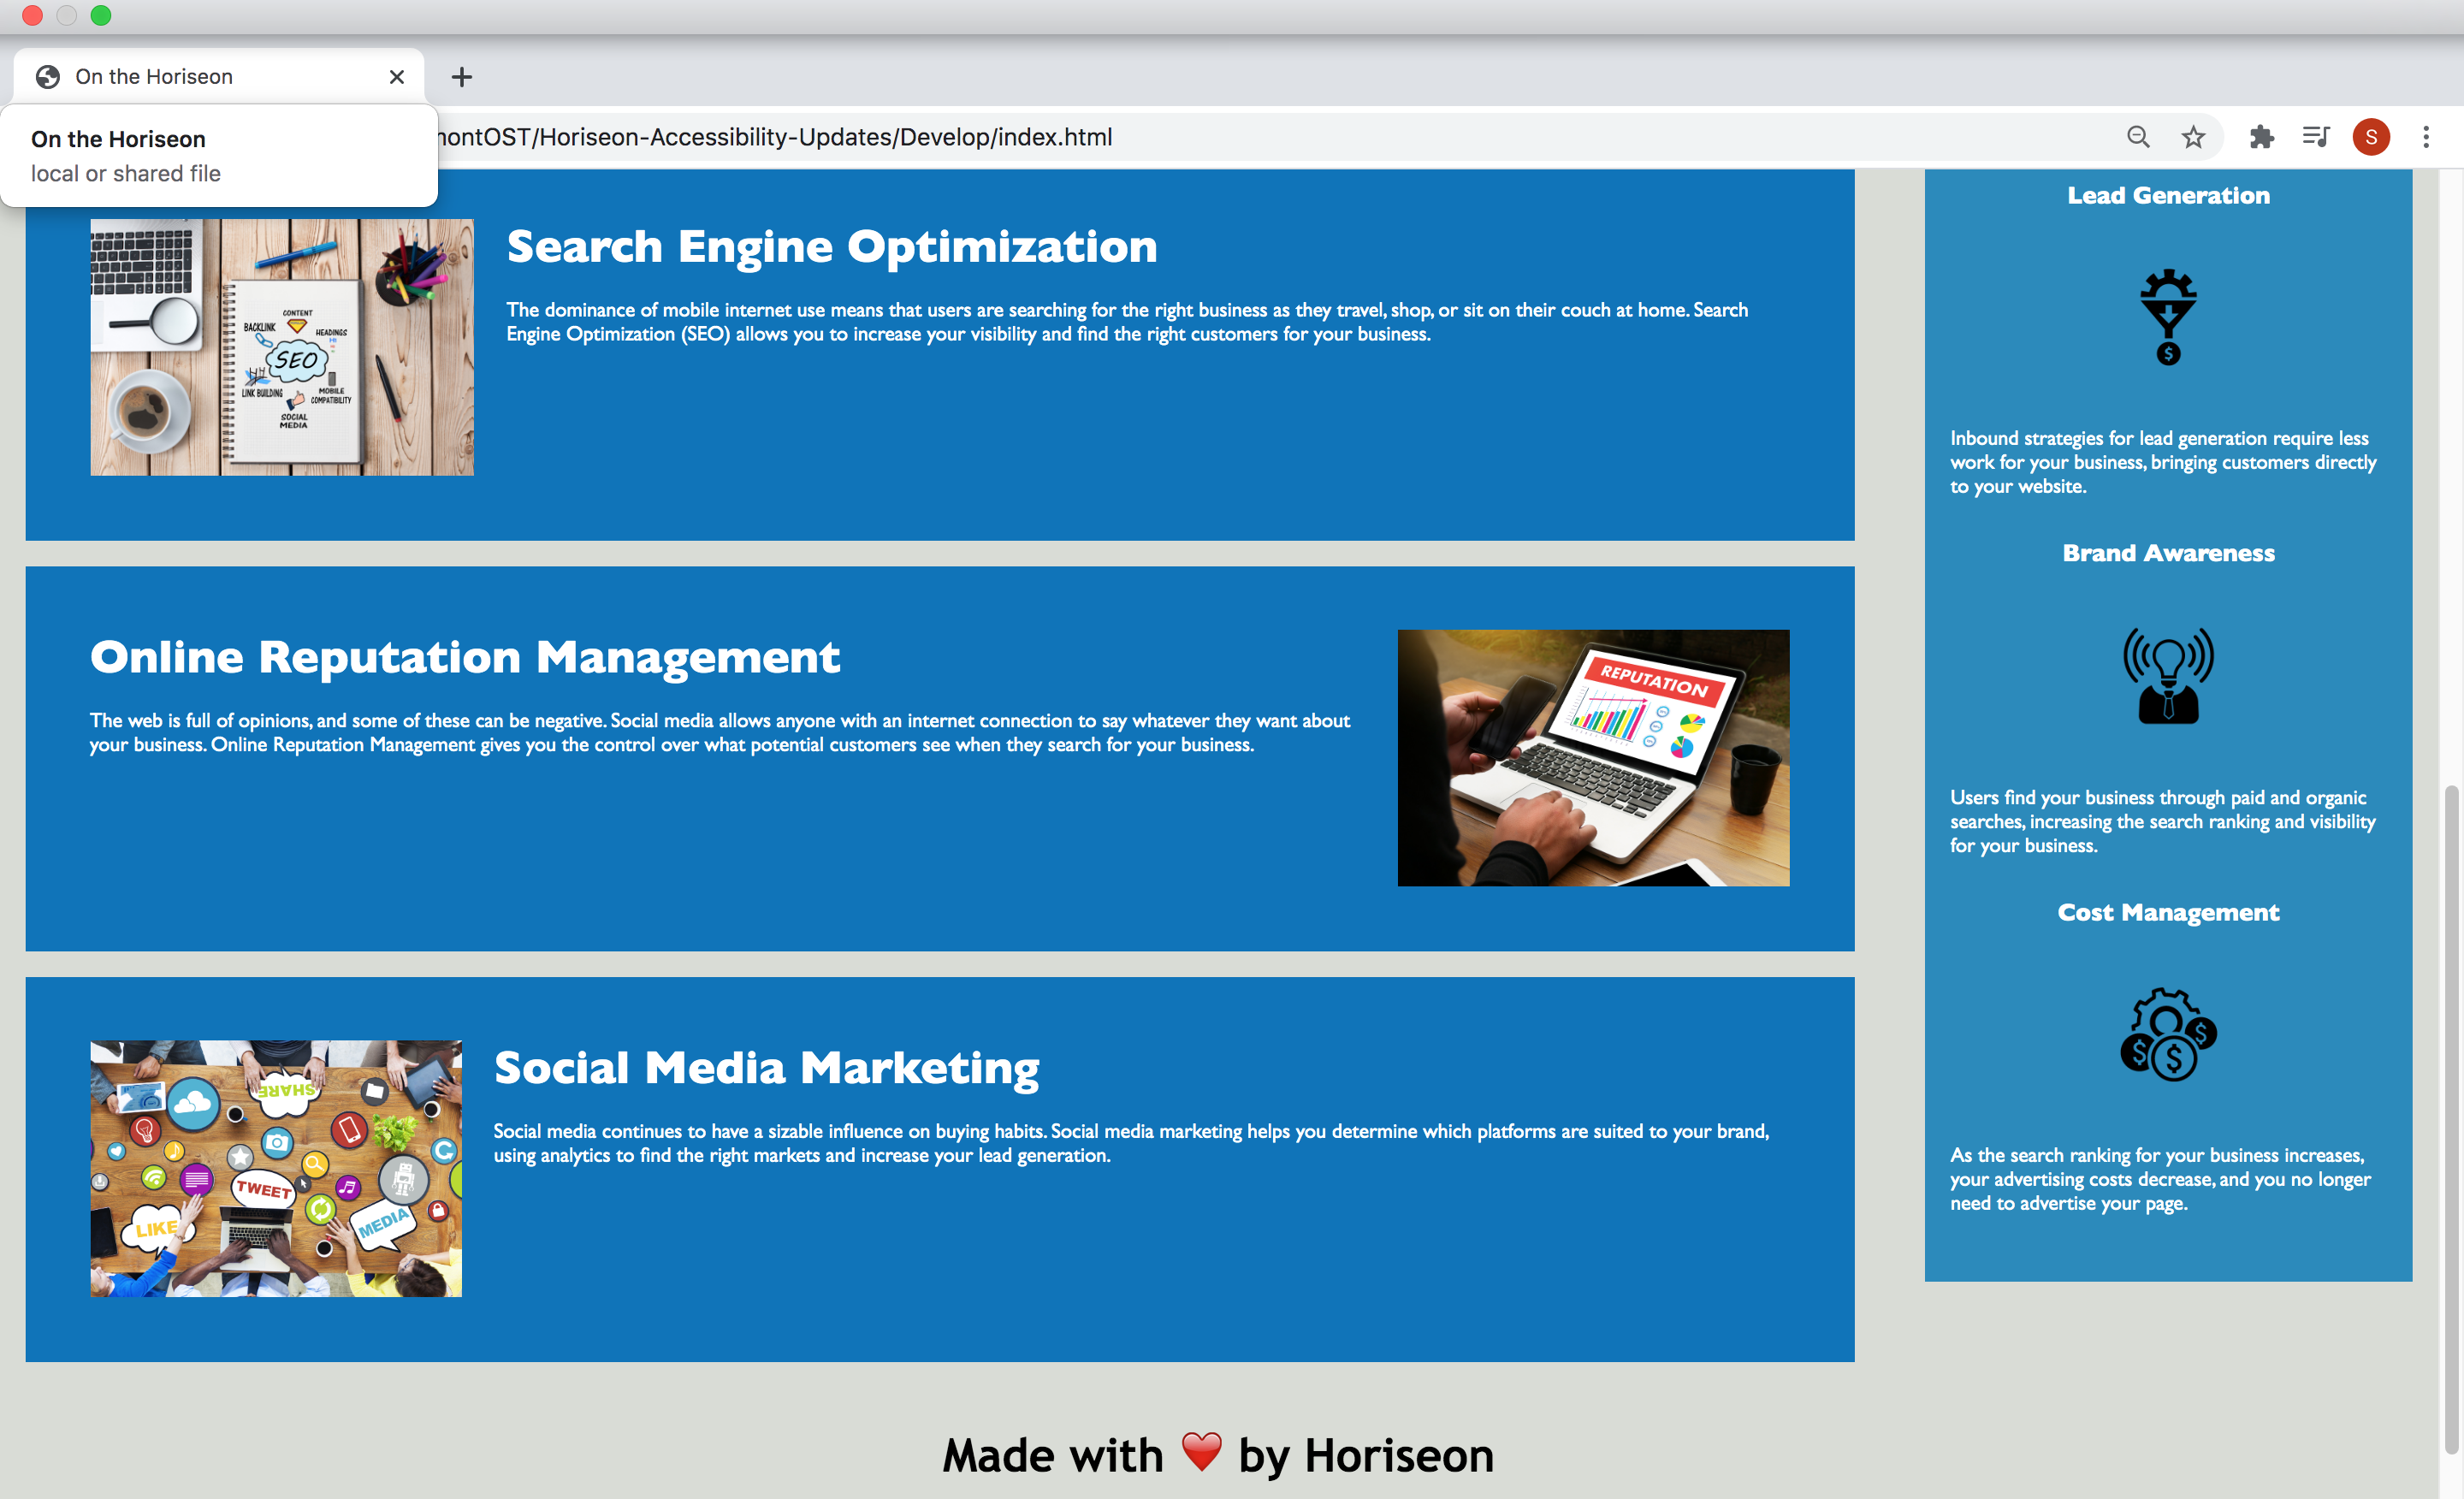 On the Horiseon
On the Horiseon
local or shared file
nontOST/Horiseon-Accessibility-Updates/Develop/index.html
S
Search Engine Optimization
The dominance of mobile internet use means that users are searching for the right business as they travel, shop, or sit on their couch at home. Search
Engine Optimization (SEO) allows you to increase your visibility and find the right customers for your business.
CONTENT
BACKLINK
HEADINGS
SEO
LINK BUILDING
MOBILE
COMPATIBILITY
SOCIAL
MEDIA
Online Reputation Management
The web is full of opinions, and some of these can be negative. Social media allows anyone with an internet connection to say whatever they want about
your business. Online Reputation Management gives you the control over what potential customers see when they search for your business.
REPUTATION
Social Media Marketing
Social media continues to have a sizable influence on buying habits. Social media marketing helps you determine which platforms are suited to your brand,
using analytics to find the right markets and increase your lead generation.
SHARE
TWEET
LIKE
MEDIA
Lead Generation
$
Inbound strategies for lead generation require less
work for your business, bringing customers directly
to your website.
Brand Awareness
Users find your business through paid and organic
searches, increasing the search ranking and visibility
for your business.
Cost Management
$
$
$
As the search ranking for your business increases,
your advertising costs decrease, and you no longer
need to advertise your page.
Made with ❤️ by Horiseon